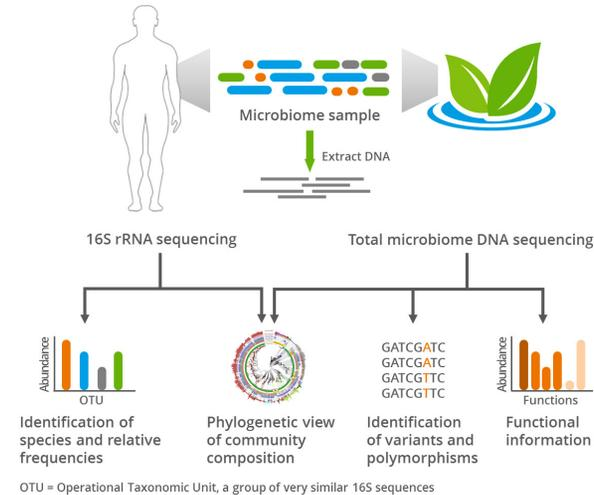 Microbiome sample
Extract DNA
16S rRNA sequencing
Total microbiome DNA sequencing
Abundance
OTU
Identification of
species and relative
frequencies
Phylogenetic view
of community
composition
GATCGATC
GATCGATC
GATCGTTC
GATCGTTC
Identification
of variants and
polymorphisms
Abundance
Functions
Functional
information
OTU = Operational Taxonomic Unit, a group of very similar 16S sequences